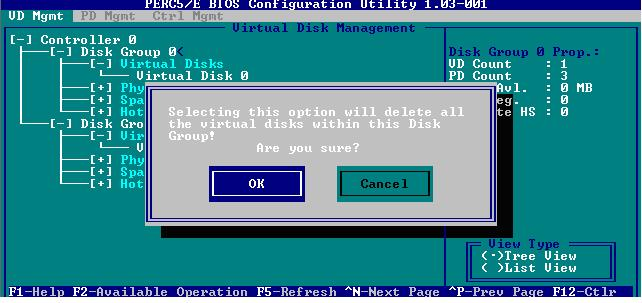 PERC5/E BIOS Configuration Utility 1.03-001
VD Mgmt PD Mgmt Ctrl Mgmt
Virtual Disk Management
[-] Controller 0
[-] Disk Group 0
[-] Virtual Disks
Virtual Disk 0
[+] Phy
[+] Spa
[+] Hot
[-] Disk Gro
[-] Vir
V
[+] Phy
[+] Spa
[+] Hot
Disk Group 0 Prop.:
VD Count : 1
PD Count : 3
Avl. : 0 MB
eg. : 0
te HS : 0
Selecting this option will delete all
the virtual disks within this Disk
Group!
Are you sure?
OK Cancel
View Type
(·)Tree View
( )List View
F1-Help F2-Available Operation F5-Refresh ^N-Next Page ^P-Prev Page F12-Ctlr